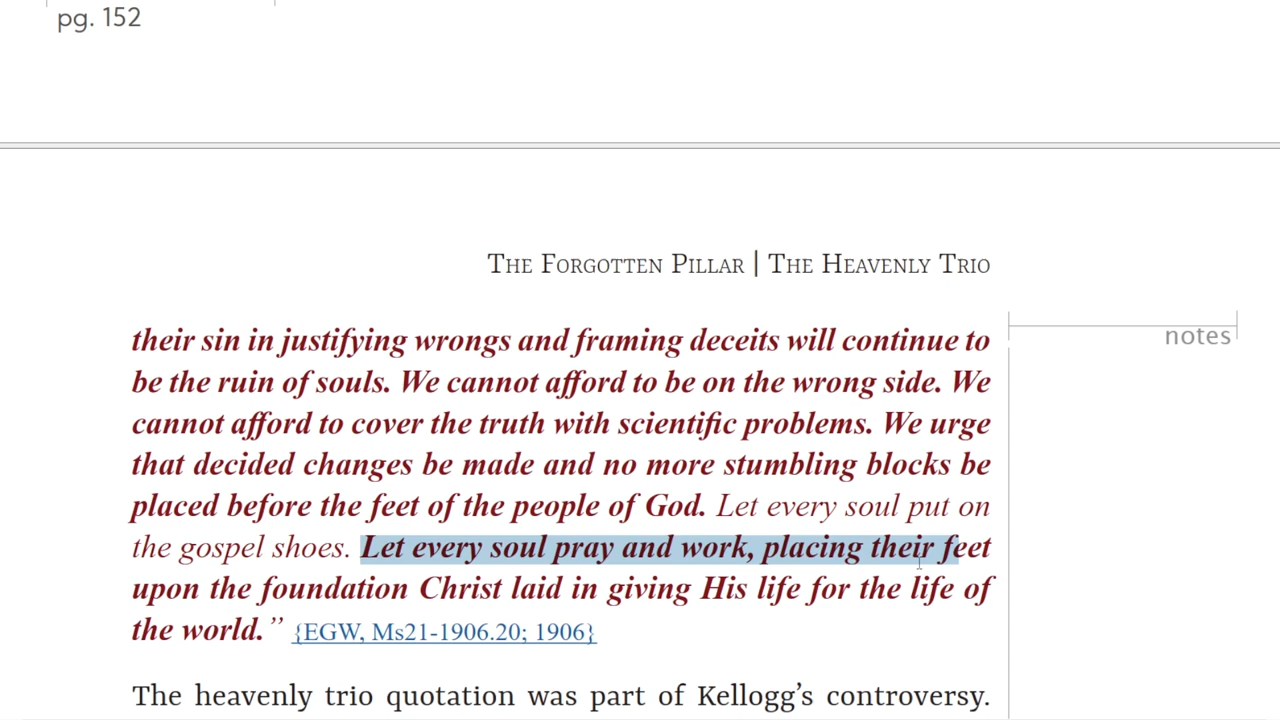 pg. 152
The Forgotten Pillar | The Heavenly Trio
notes
their sin in justifying wrongs and framing deceits will continue to
be the ruin of souls. We cannot afford to be on the wrong side. We
cannot afford to cover the truth with scientific problems. We urge
that decided changes be made and no more stumbling blocks be
placed before the feet of the people of God. Let every soul put on
the gospel shoes. Let every soul pray and work, placing their feet
upon the foundation Christ laid in giving His life for the life of
the world.” {EGW, Ms21-1906.20; 1906}
The heavenly trio quotation was part of Kellogg’s controversy.